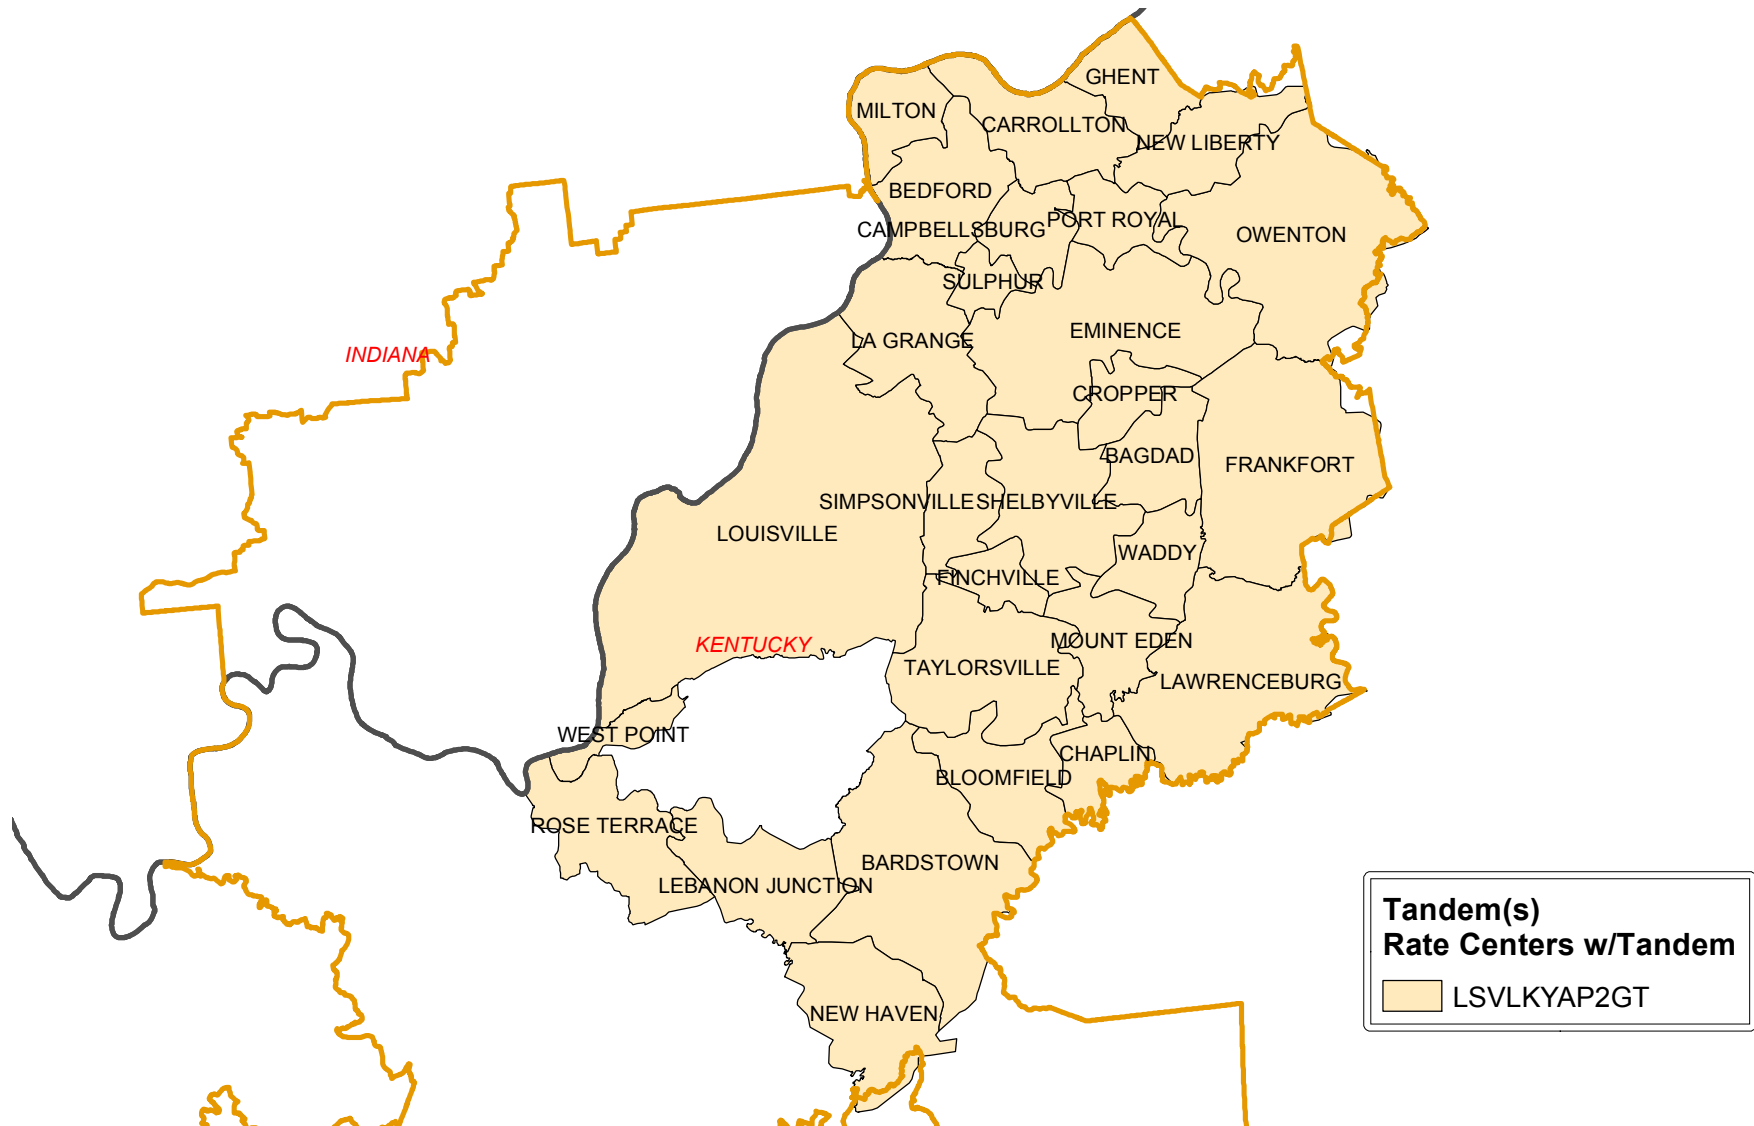 GHENT
MILTON
CARROLLTON
NEW LIBERTY
BEDFORD
CAMPBELLSBURG
PORT ROYAL
OWENTON
SULPHUR
EMINENCE
LA GRANGE
INDIANA
CROPPER
BAGDAD
FRANKFORT
SIMPSONVILLE
SHELBYVILLE
LOUISVILLE
WADDY
FINCHVILLE
KENTUCKY
MOUNT EDEN
TAYLORSVILLE
LAWRENCEBURG
WEST POINT
CHAPLIN
BLOOMFIELD
ROSE TERRACE
BARDSTOWN
LEBANON JUNCTION
NEW HAVEN
Tandem(s)
Rate Centers w/Tandem
LSVLKYAP2GT